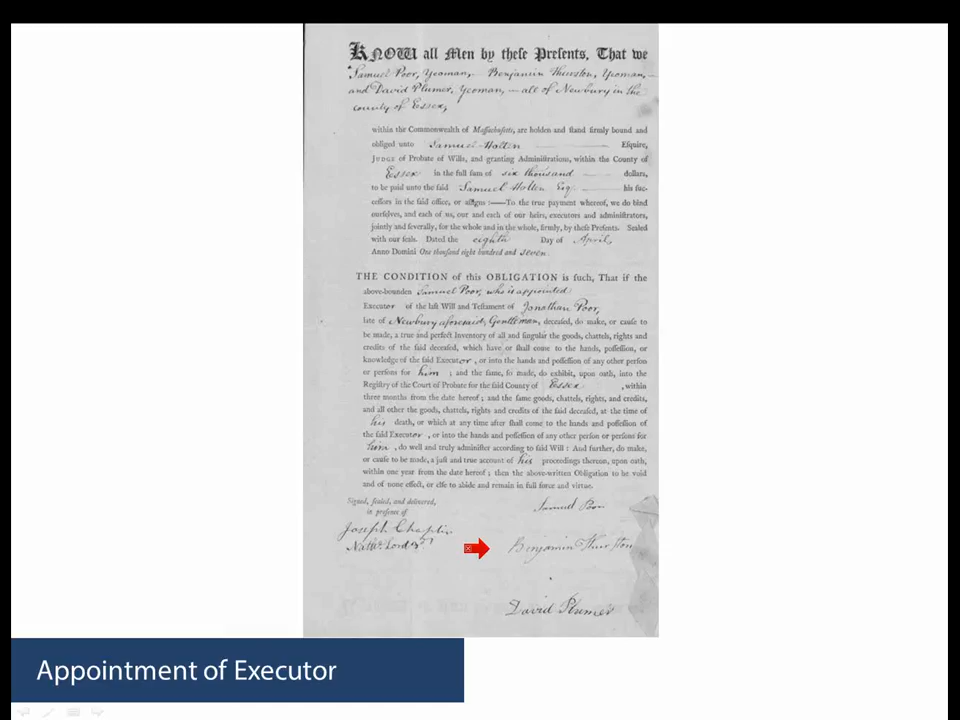 KNOW all Men by theſe Preſents, That we
Samuel Poor, Yeoman, – Benjamin Thurston, Yeoman, –
and David Plumer, Yeoman, – all of Newbury in the
county of Essex,
within the Commonwealth of Maſſachuſetts, are holden and ſtand firmly bound and
obliged unto Samuel Holten Eſquire,
Judge of Probate of Wills, and granting Adminiſtrations, within the County of
Essex in the full ſum of six thousand dollars,
to be paid unto the ſaid Samuel Holten Esq his ſuc-
ceſſors in the ſaid office, or aſſigns :—To the true payment whereof, we do bind
ourſelves, and each of us, our and each of our heirs, executors and adminiſtrators,
jointly and ſeverally, for the whole and in the whole, firmly, by theſe Preſents. Sealed
with our ſeals. Dated the eighth Day of April,
Anno Domini One thouſand eight hundred and seven.
THE CONDITION of this OBLIGATION is ſuch, That if the
above-bounden Samuel Poor, who is appointed
Executor of the laſt Will and Teſtament of Jonathan Poor,
late of Newbury aforesaid, Gentleman, deceaſed, do make, or cauſe to
be made, a true and perfect Inventory of all and ſingular the goods, chattels, rights and
credits of the ſaid deceaſed, which have or ſhall come to the hands, poſſeſſion, or
knowledge of the ſaid Executor, or into the hands and poſſeſſion of any other perſon
or perſons for him ; and the ſame, ſo made, do exhibit, upon oath, into the
Regiſtry of the Court of Probate for the ſaid County of Essex , within
three months from the date hereof ; and the ſame goods, chattels, rights, and credits,
and all other the goods, chattels, rights and credits of the ſaid deceaſed, at the time of
his death, or which at any time after ſhall come to the hands and poſſeſſion of
the ſaid Executor , or into the hands and poſſeſſion of any other perſon or perſons for
him , do well and truly adminiſter according to ſaid Will : And further, do make,
or cauſe to be made, a juſt and true account of his proceedings thereon, upon oath,
within one year from the date hereof ; then the above-written Obligation to be void
and of none effect, or elſe to abide and remain in full force and virtue.
Signed, ſealed, and delivered,
in preſence of
Samuel Poor
Joseph Chaplin
Nathl Lord
Benjamin Thurston
David Plumer
Appointment of Executor